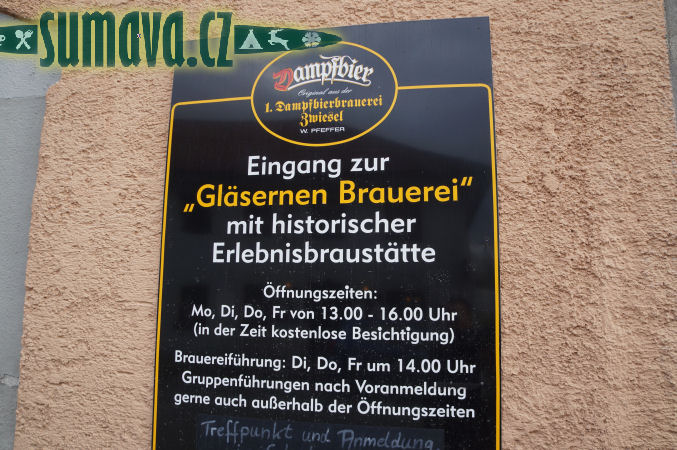 sumava.cz
Dampfbier
Original aus der
1. Dampfbierbrauerei
Zwiesel
W. PFEFFER
Eingang zur
„Gläsernen Brauerei“
mit historischer
Erlebnisbraustätte
Öffnungszeiten:
Mo, Di, Do, Fr von 13.00 - 16.00 Uhr
(in der Zeit kostenlose Besichtigung)
Brauereiführung: Di, Do, Fr um 14.00 Uhr
Gruppenführungen nach Voranmeldung
gerne auch außerhalb der Öffnungszeiten
Treffpunkt und Anmeldung